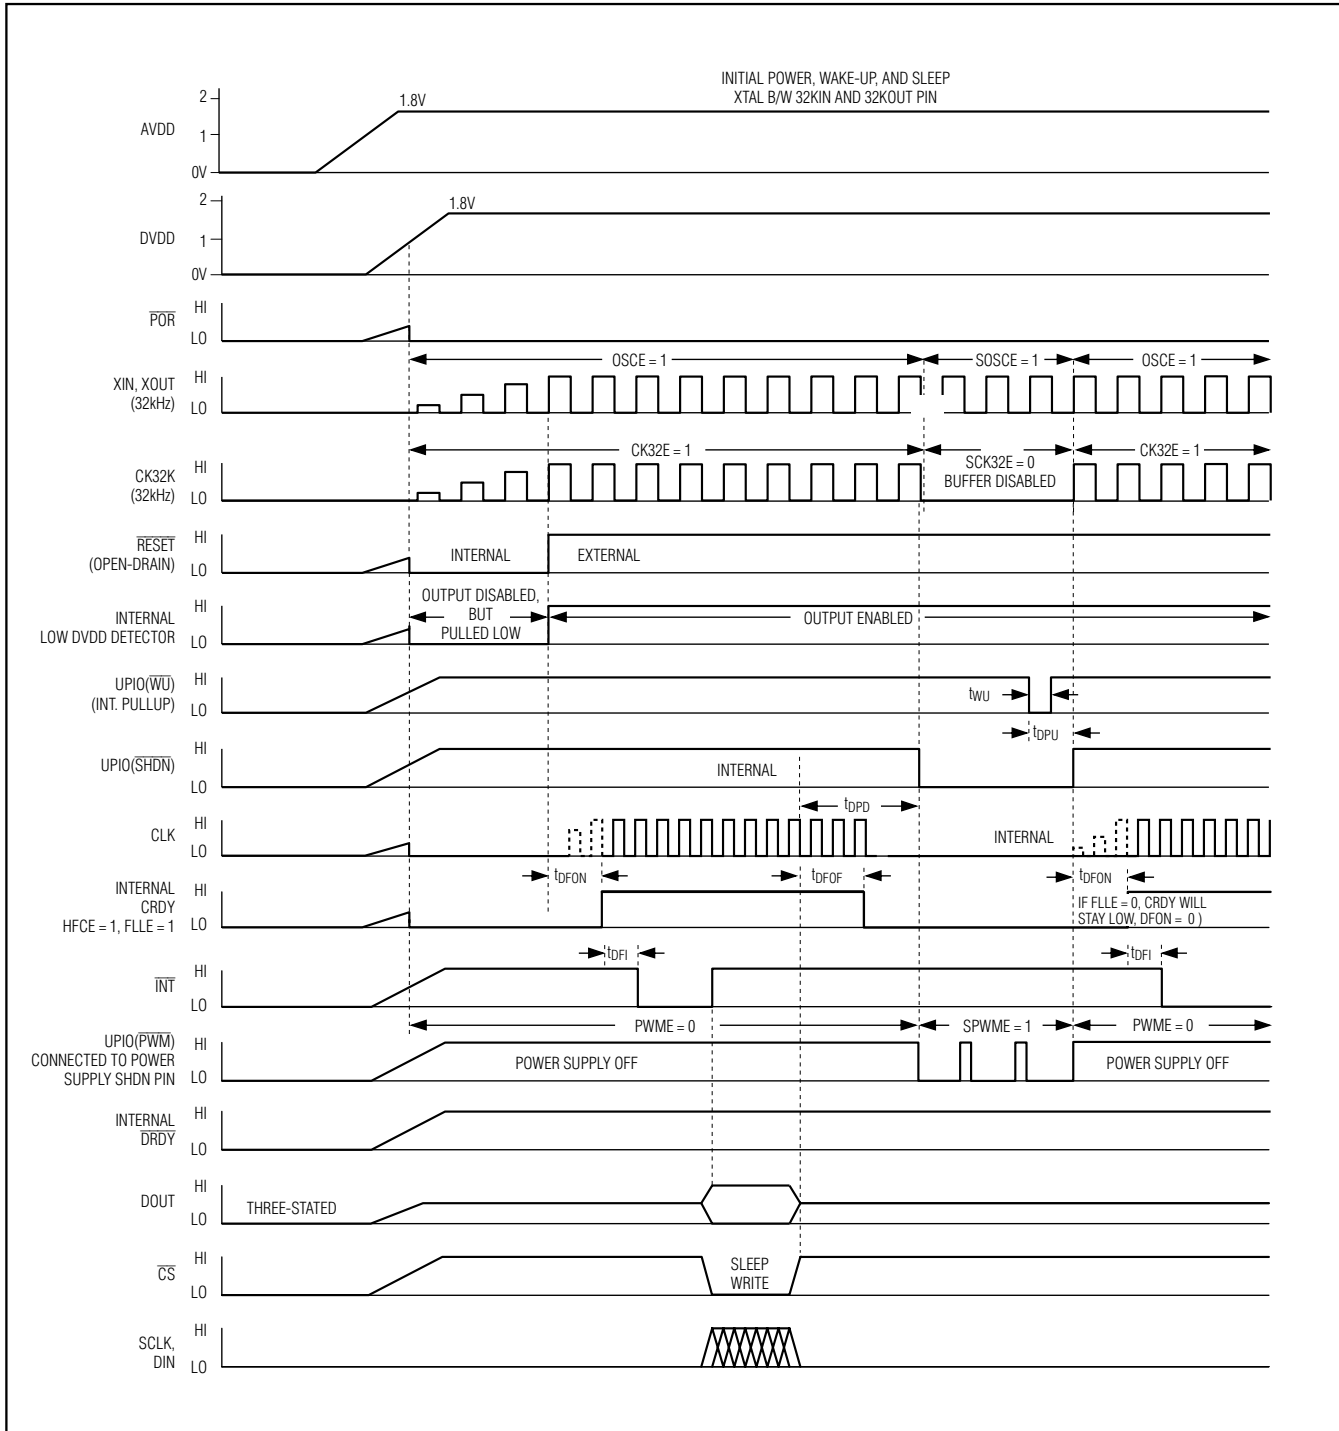 INITIAL POWER, WAKE-UP, AND SLEEP
XTAL B/W 32KIN AND 32KOUT PIN
AVDD
2
1
0V
1.8V
DVDD
2
1
0V
1.8V
POR
HI
LO
XIN, XOUT
(32kHz)
HI
LO
OSCE = 1
SOSCE = 1
OSCE = 1
CK32K
(32kHz)
HI
LO
CK32E = 1
SCK32E = 0
BUFFER DISABLED
CK32E = 1
RESET
(OPEN-DRAIN)
HI
LO
INTERNAL
EXTERNAL
INTERNAL
LOW DVDD DETECTOR
HI
LO
OUTPUT DISABLED,
BUT
PULLED LOW
OUTPUT ENABLED
UPIO(WU)
(INT. PULLUP)
HI
LO
tWU
tDPU
UPIO(SHDN)
HI
LO
INTERNAL
tDPD
CLK
HI
LO
INTERNAL
INTERNAL
CRDY
HFCE = 1, FLLE = 1
HI
LO
tDFON
tDFOF
tDFON
IF FLLE = 0, CRDY WILL
STAY LOW, DFON = 0 )
INT
HI
LO
tDFI
tDFI
UPIO(PWM)
CONNECTED TO POWER
SUPPLY SHDN PIN
HI
LO
PWME = 0
SPWME = 1
PWME = 0
POWER SUPPLY OFF
POWER SUPPLY OFF
INTERNAL
DRDY
HI
LO
DOUT
HI
LO
THREE-STATED
CS
HI
LO
SLEEP
WRITE
SCLK,
DIN
HI
LO